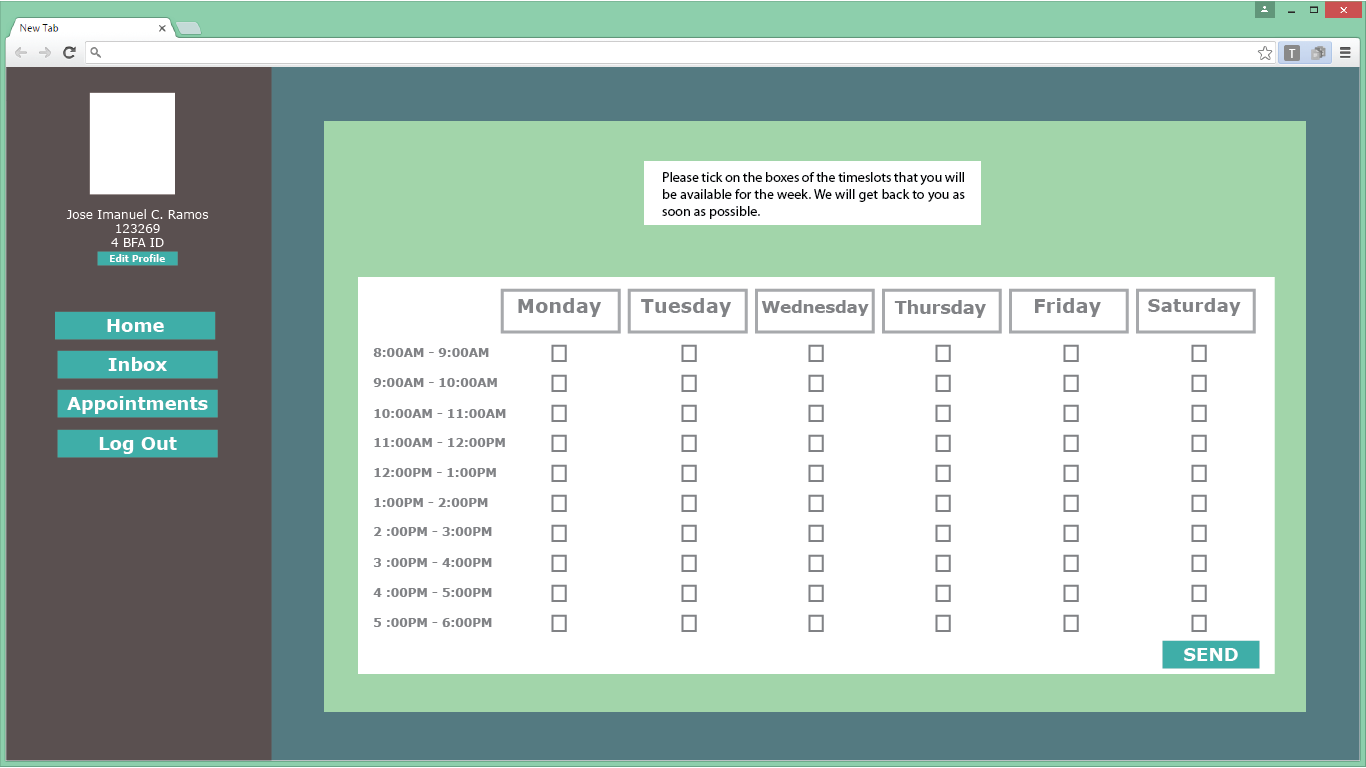 New Tab
T
Jose Imanuel C. Ramos
123269
4 BFA ID
Edit Profile
Home
Inbox
Appointments
Log Out
Please tick on the boxes of the timeslots that you will
be available for the week. We will get back to you as
soon as possible.
Monday Tuesday Wednesday Thursday Friday Saturday
8:00AM - 9:00AM
9:00AM - 10:00AM
10:00AM - 11:00AM
11:00AM - 12:00PM
12:00PM - 1:00PM
1:00PM - 2:00PM
2 :00PM - 3:00PM
3 :00PM - 4:00PM
4 :00PM - 5:00PM
5 :00PM - 6:00PM
SEND